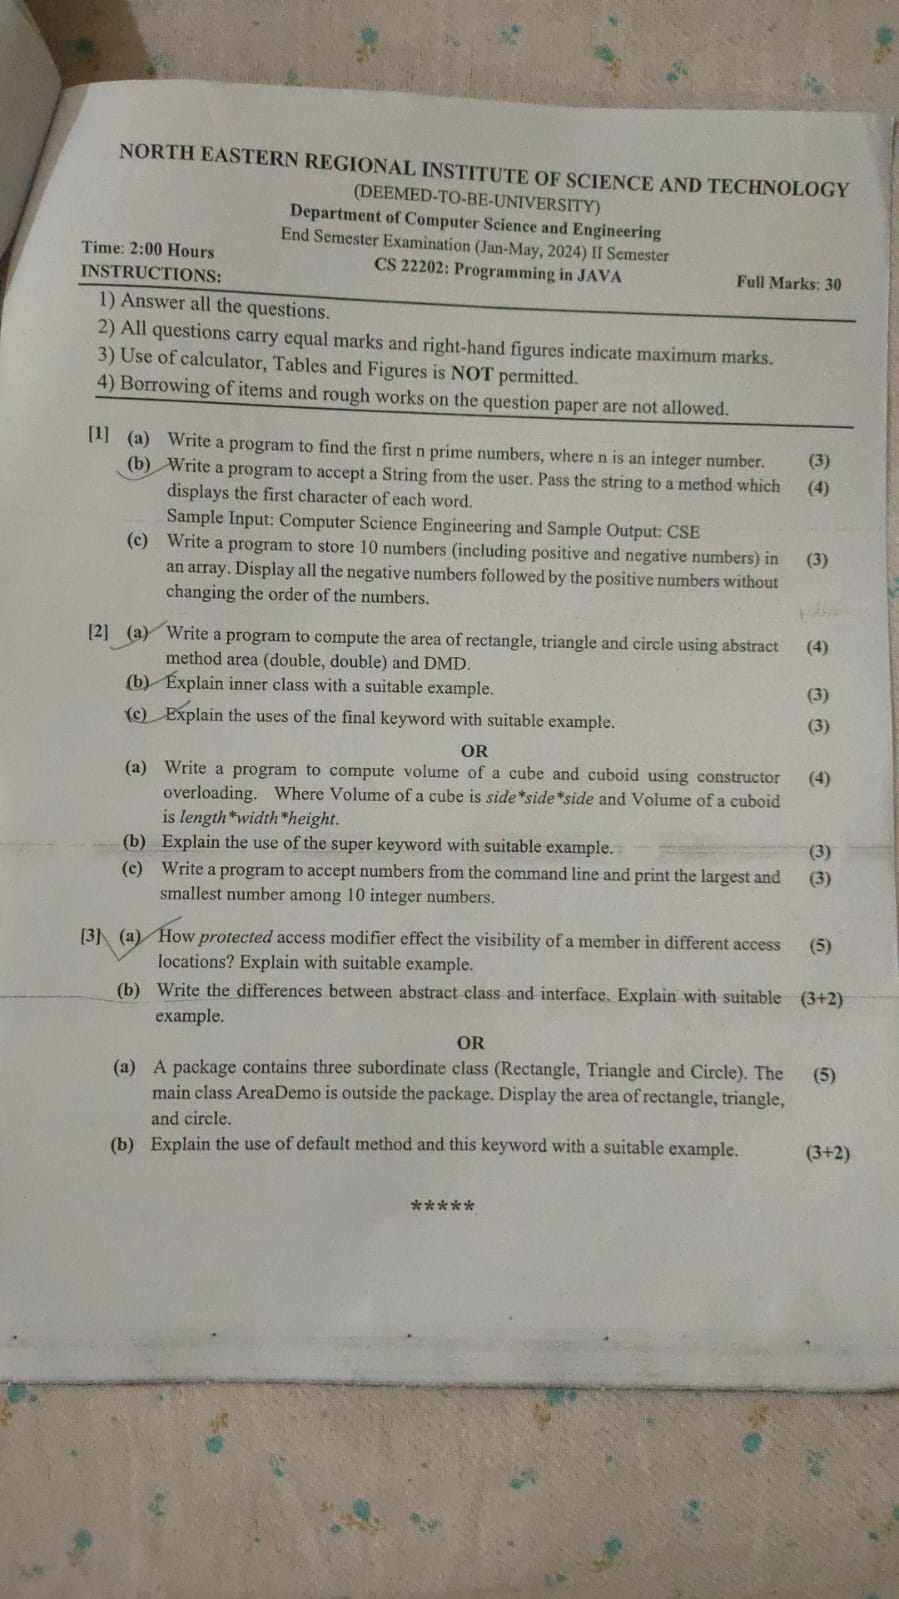 NORTH EASTERN REGIONAL INSTITUTE OF SCIENCE AND TECHNOLOGY
(DEEMED-TO-BE-UNIVERSITY)
Department of Computer Science and Engineering
End Semester Examination (Jan-May, 2024) II Semester
Time: 2:00 Hours CS 22202: Programming in JAVA Full Marks: 30
INSTRUCTIONS:
1) Answer all the questions.
2) All questions carry equal marks and right-hand figures indicate maximum marks.
3) Use of calculator, Tables and Figures is NOT permitted.
4) Borrowing of items and rough works on the question paper are not allowed.
[1] (a) Write a program to find the first n prime numbers, where n is an integer number. (3)
(b) Write a program to accept a String from the user. Pass the string to a method which (4)
displays the first character of each word.
Sample Input: Computer Science Engineering and Sample Output: CSE
(c) Write a program to store 10 numbers (including positive and negative numbers) in (3)
an array. Display all the negative numbers followed by the positive numbers without
changing the order of the numbers.
[2] (a) Write a program to compute the area of rectangle, triangle and circle using abstract (4)
method area (double, double) and DMD.
(b) Explain inner class with a suitable example. (3)
(c) Explain the uses of the final keyword with suitable example. (3)
OR
(a) Write a program to compute volume of a cube and cuboid using constructor (4)
overloading. Where Volume of a cube is side*side*side and Volume of a cuboid
is length*width*height.
(b) Explain the use of the super keyword with suitable example. (3)
(c) Write a program to accept numbers from the command line and print the largest and (3)
smallest number among 10 integer numbers.
[3] (a) How protected access modifier effect the visibility of a member in different access (5)
locations? Explain with suitable example.
(b) Write the differences between abstract class and interface. Explain with suitable (3+2)
example.
OR
(a) A package contains three subordinate class (Rectangle, Triangle and Circle). The (5)
main class AreaDemo is outside the package. Display the area of rectangle, triangle,
and circle.
(b) Explain the use of default method and this keyword with a suitable example. (3+2)
*****